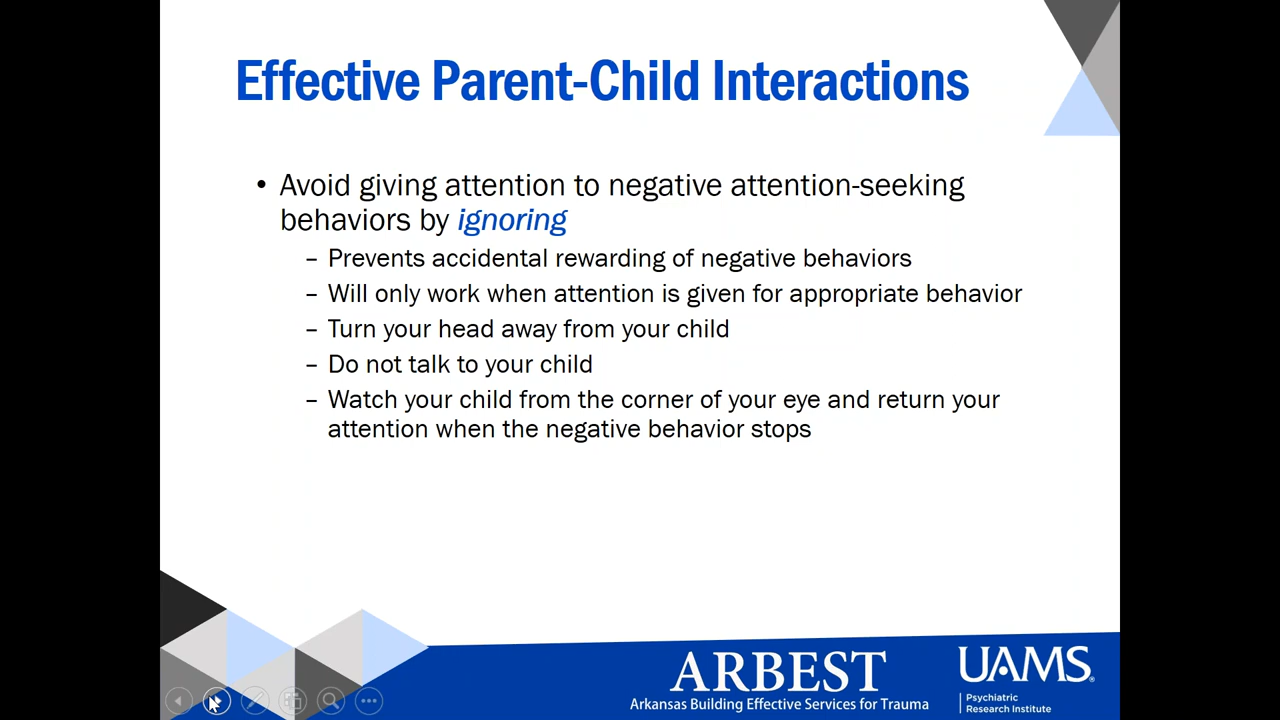 Effective Parent-Child Interactions
• Avoid giving attention to negative attention-seeking
behaviors by ignoring
– Prevents accidental rewarding of negative behaviors
– Will only work when attention is given for appropriate behavior
– Turn your head away from your child
– Do not talk to your child
– Watch your child from the corner of your eye and return your
attention when the negative behavior stops
ARBEST
Arkansas Building Effective Services for Trauma
UAMS®
Psychiatric
Research Institute